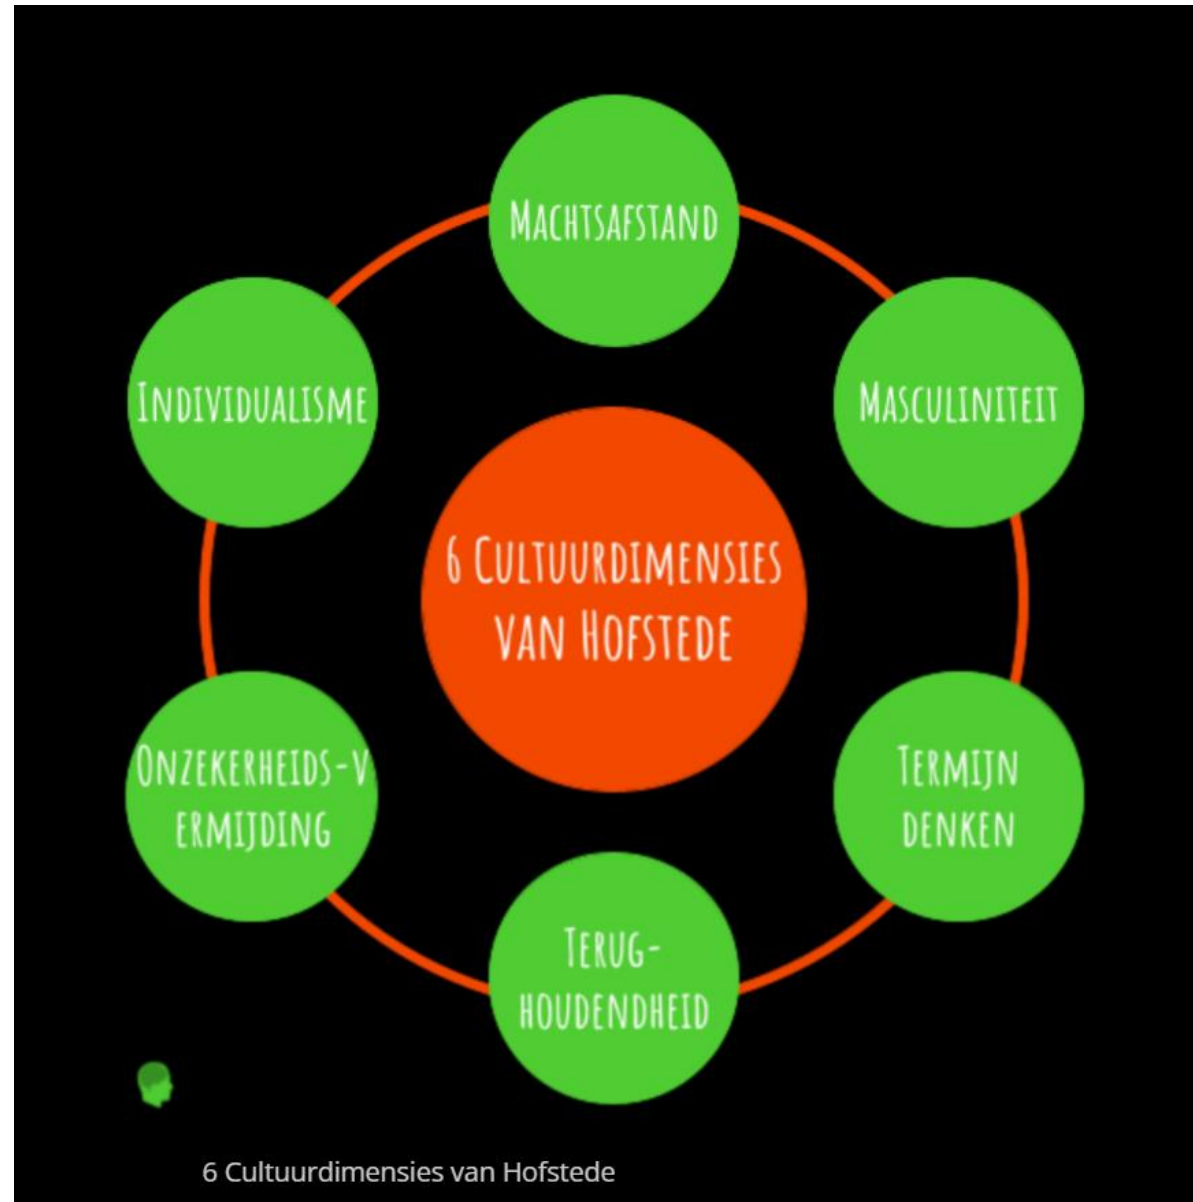 Machtsafstand
Individualisme
Masculiniteit
6 Cultuurdimensies
van Hofstede
Onzekerheids-v
ermijding
Termijn
denken
Terug-
houdendheid
6 Cultuurdimensies van Hofstede